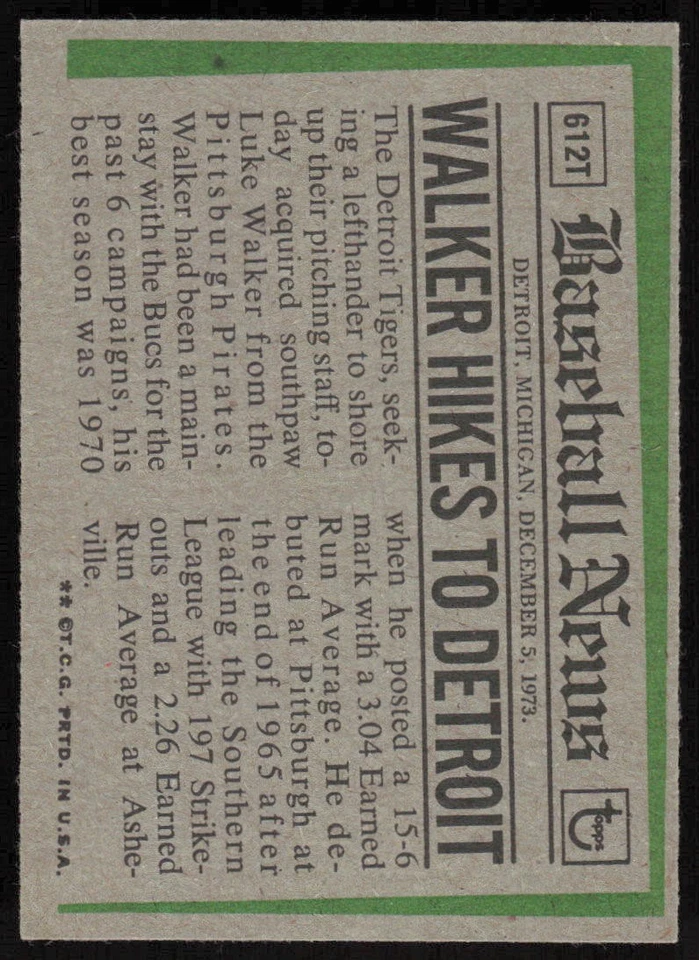 612T
Baseball News
topps
DETROIT, MICHIGAN, DECEMBER 5, 1973.
WALKER HIKES TO DETROIT
The Detroit Tigers, seek-
ing a lefthander to shore
up their pitching staff, to-
day acquired southpaw
Luke Walker from the
Pittsburgh Pirates.
Walker had been a main-
stay with the Bucs for the
past 6 campaigns, his
best season was 1970
when he posted a 15-6
mark with a 3.04 Earned
Run Average. He de-
buted at Pittsburgh at
the end of 1965 after
leading the Southern
League with 197 Strike-
outs and a 2.26 Earned
Run Average at Ashe-
ville.
** ©T.C.G. PRTD. IN U.S.A.